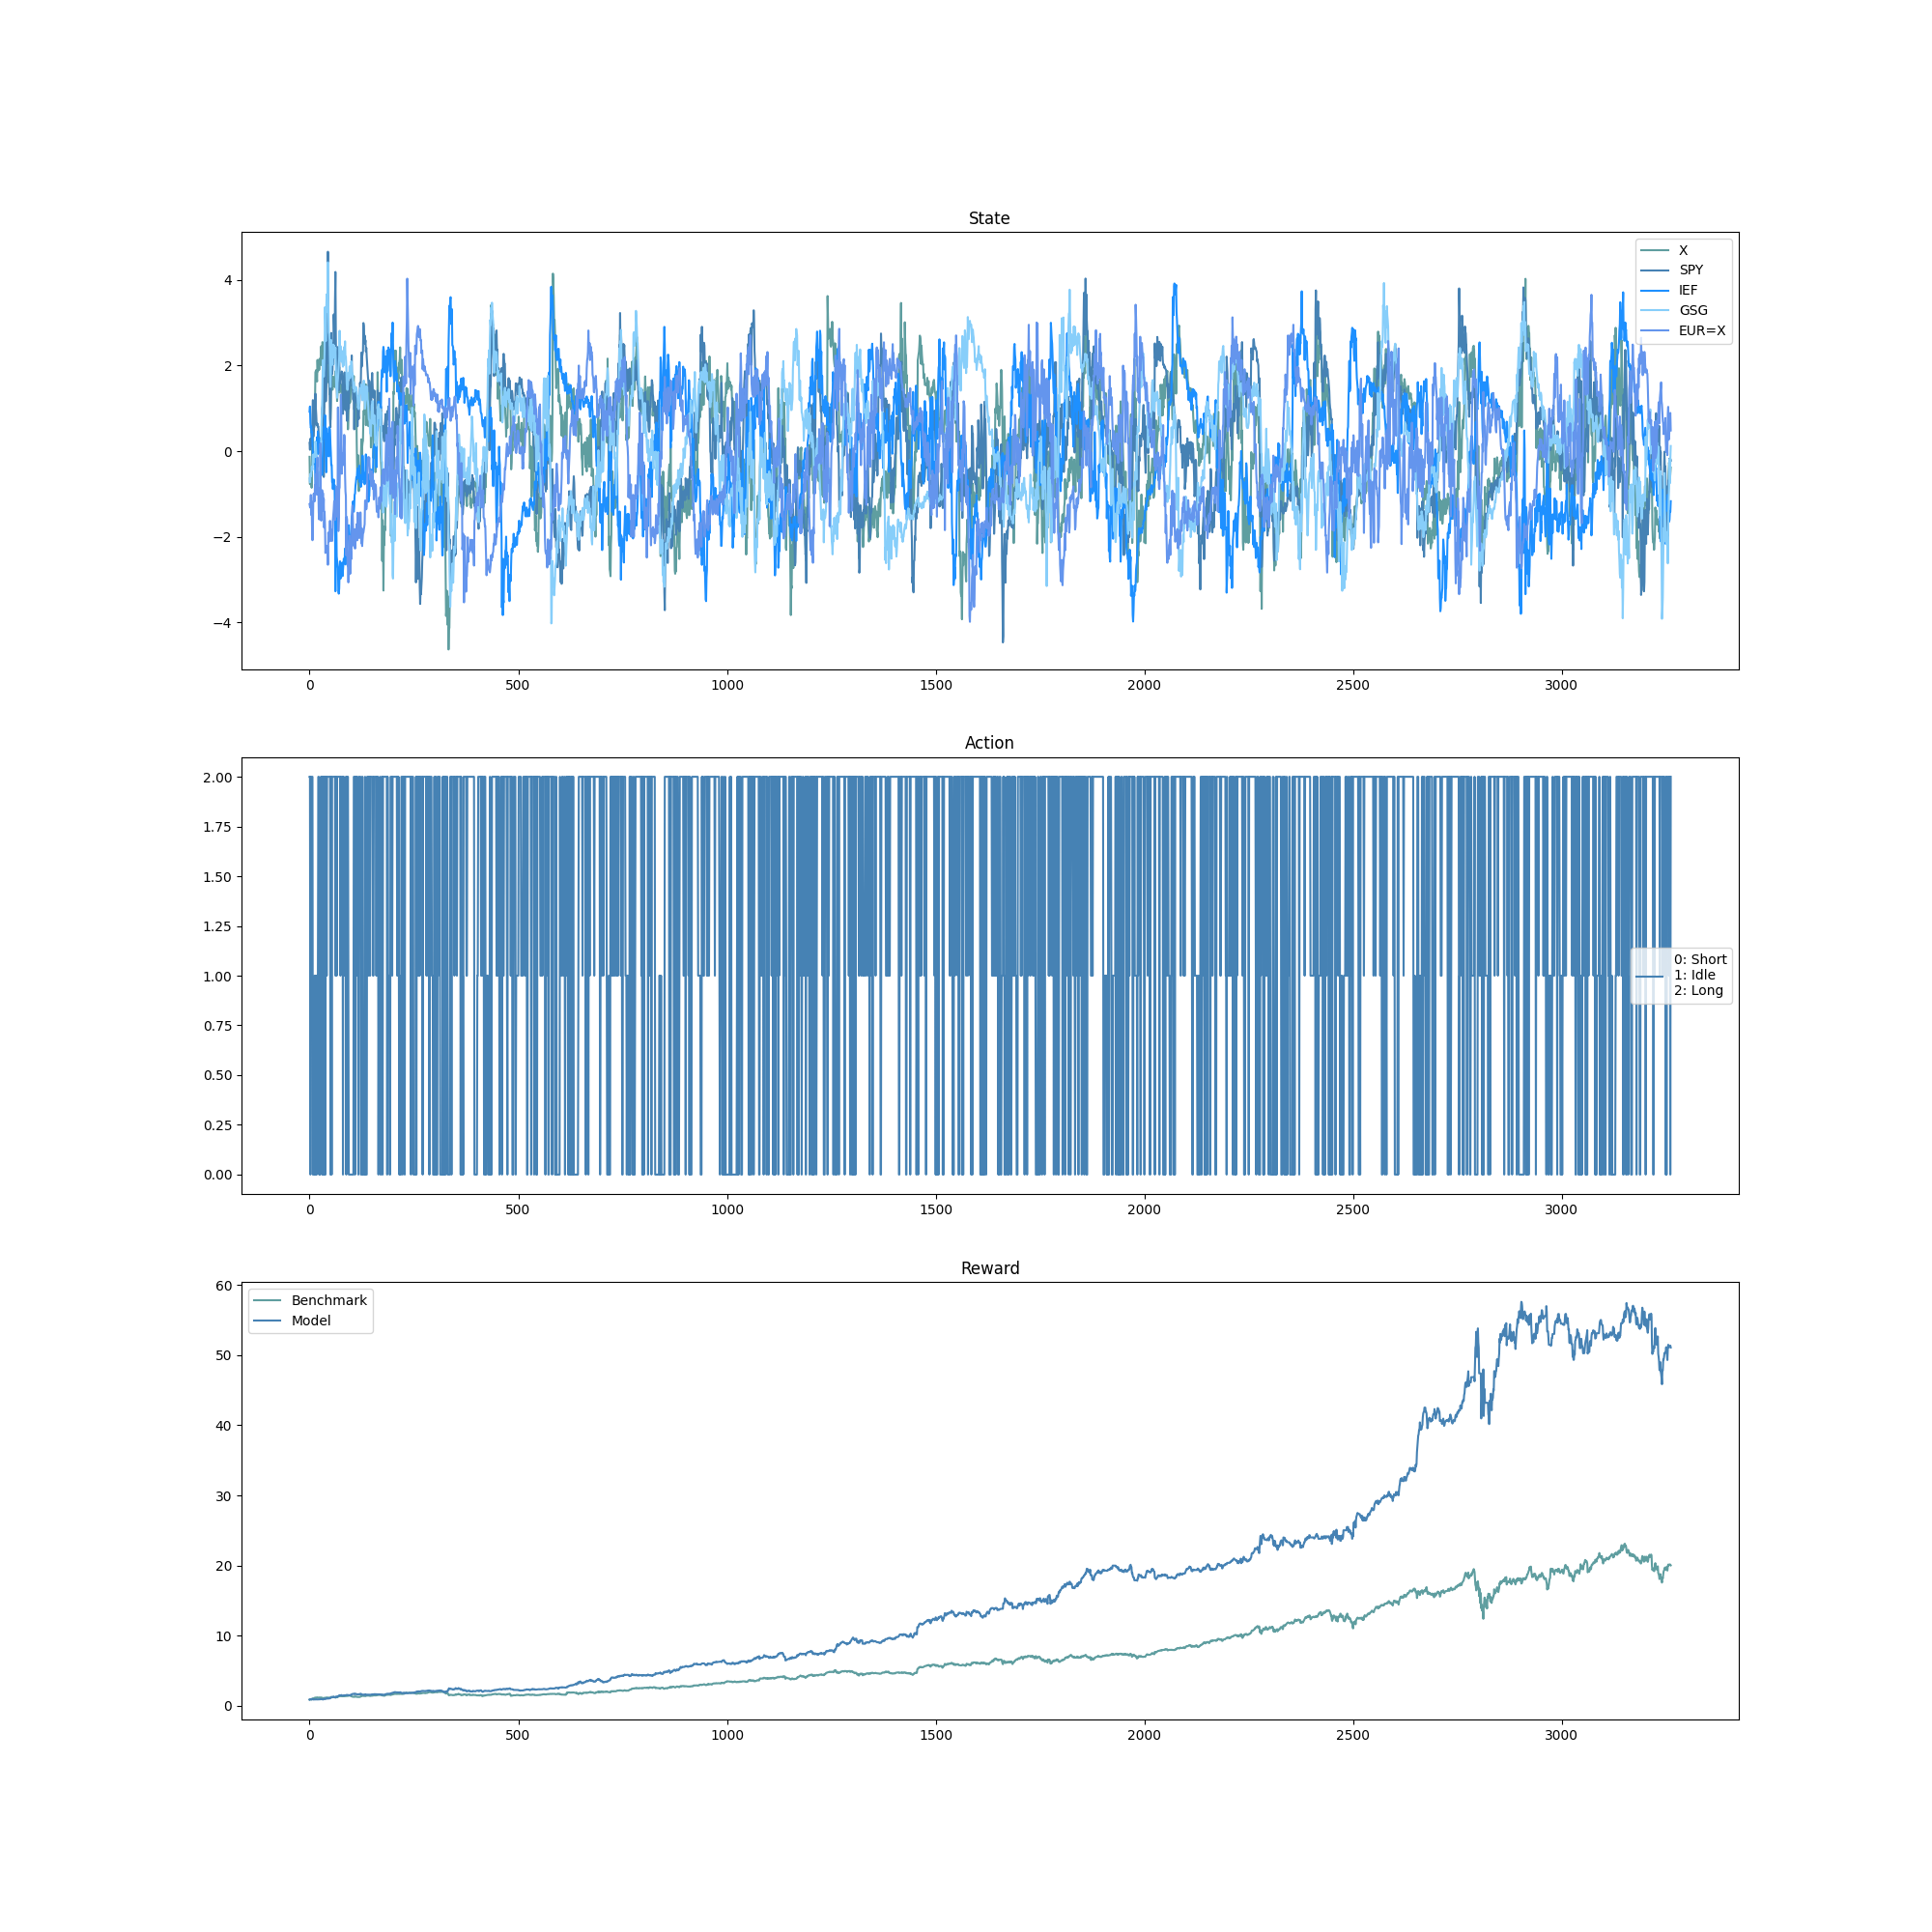 State
4
2
0
−2
−4
X
SPY
IEF
GSG
EUR=X
0 500 1000 1500 2000 2500 3000
Action
2.00
1.75
1.50
1.25
1.00
0.75
0.50
0.25
0.00
0: Short
1: Idle
2: Long
0 500 1000 1500 2000 2500 3000
Reward
60
50
40
30
20
10
0
Benchmark
Model
0 500 1000 1500 2000 2500 3000